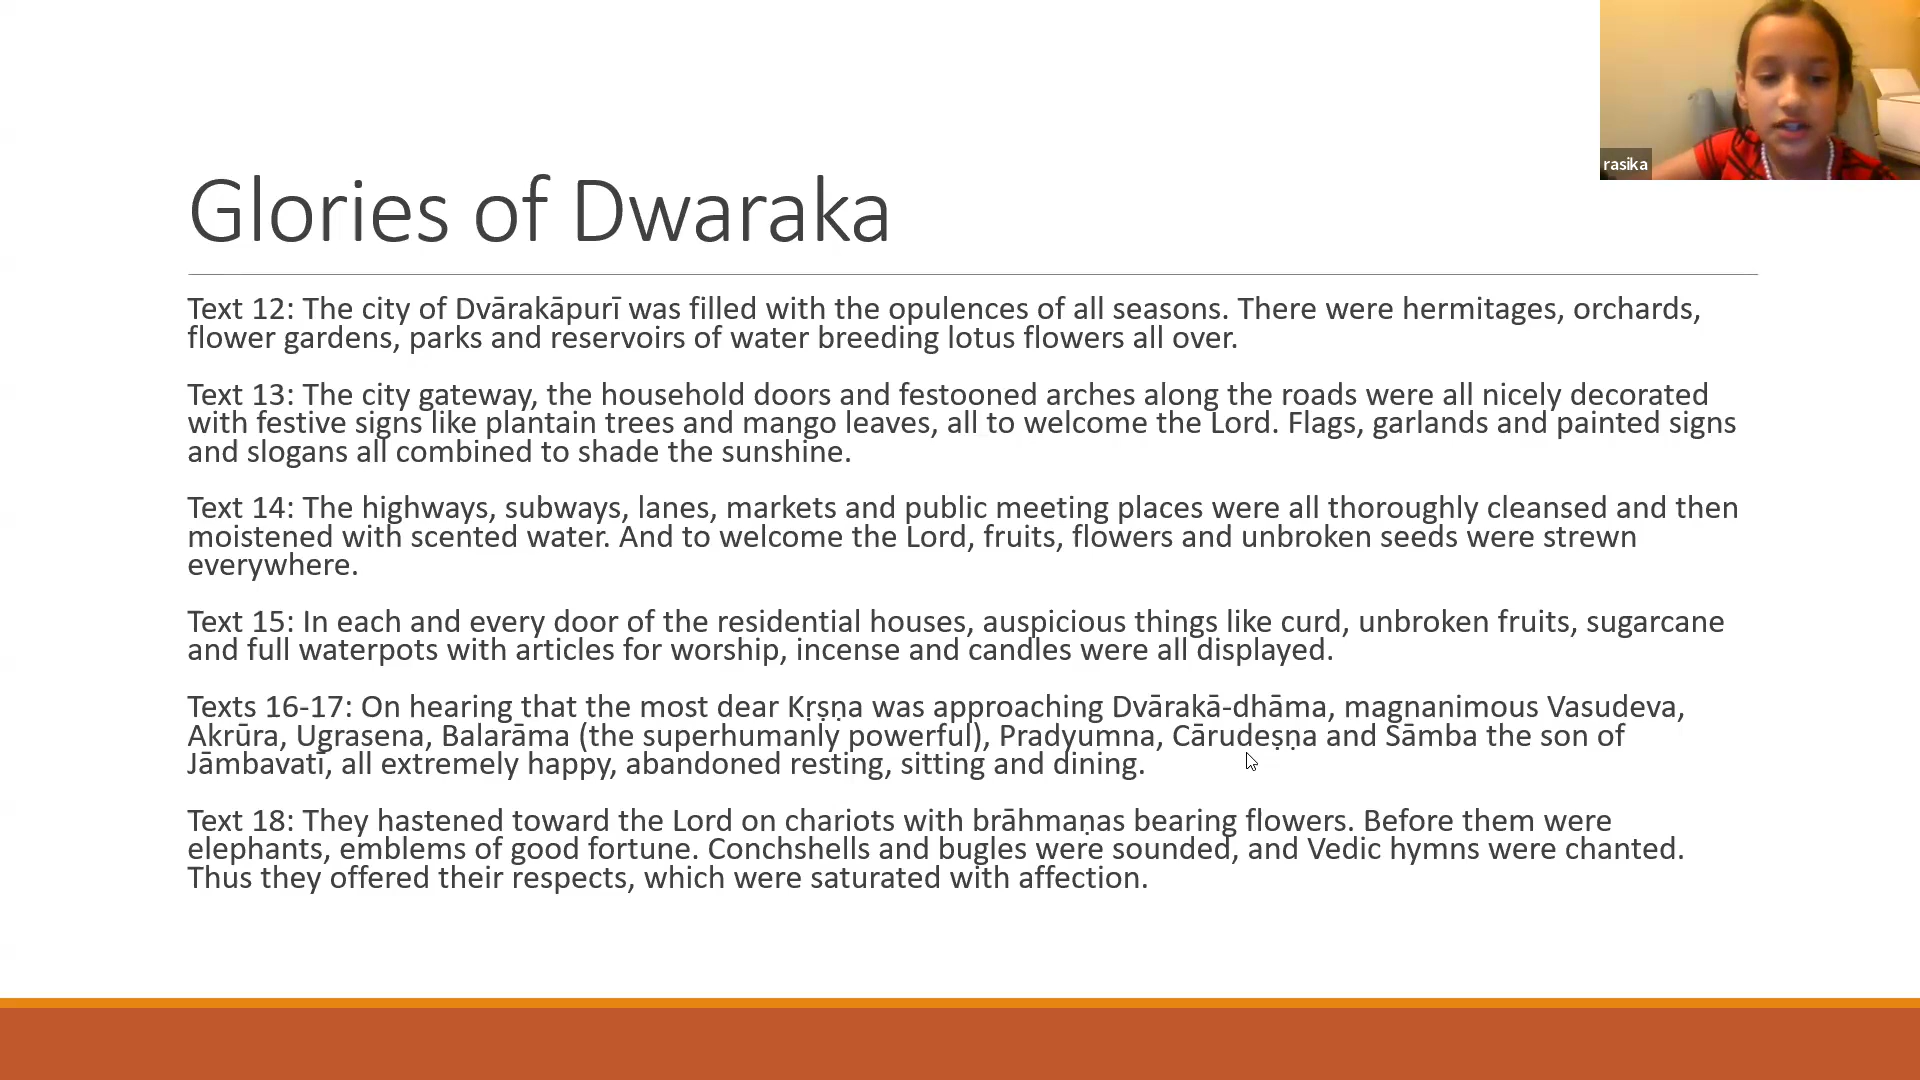 rasika
Glories of Dwaraka
Text 12: The city of Dvārakāpurī was filled with the opulences of all seasons. There were hermitages, orchards,
flower gardens, parks and reservoirs of water breeding lotus flowers all over.
Text 13: The city gateway, the household doors and festooned arches along the roads were all nicely decorated
with festive signs like plantain trees and mango leaves, all to welcome the Lord. Flags, garlands and painted signs
and slogans all combined to shade the sunshine.
Text 14: The highways, subways, lanes, markets and public meeting places were all thoroughly cleansed and then
moistened with scented water. And to welcome the Lord, fruits, flowers and unbroken seeds were strewn
everywhere.
Text 15: In each and every door of the residential houses, auspicious things like curd, unbroken fruits, sugarcane
and full waterpots with articles for worship, incense and candles were all displayed.
Texts 16-17: On hearing that the most dear Kṛṣṇa was approaching Dvārakā-dhāma, magnanimous Vasudeva,
Akrūra, Ugrasena, Balarāma (the superhumanly powerful), Pradyumna, Cārudeṣṇa and Sāmba the son of
Jāmbavatī, all extremely happy, abandoned resting, sitting and dining.
Text 18: They hastened toward the Lord on chariots with brāhmaṇas bearing flowers. Before them were
elephants, emblems of good fortune. Conchshells and bugles were sounded, and Vedic hymns were chanted.
Thus they offered their respects, which were saturated with affection.